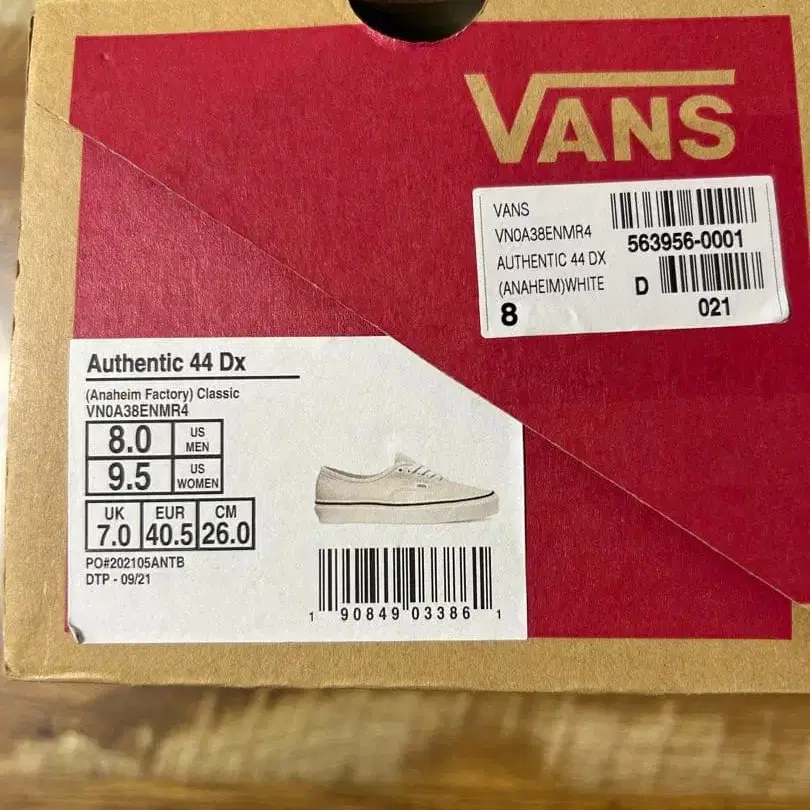 VANS
VANS
VN0A38ENMR4
AUTHENTIC 44 DX
(ANAHEIM)WHITE
8
563956-0001
D
021
Authentic 44 Dx
(Anaheim Factory) Classic
VN0A38ENMR4
8.0 US MEN
9.5 US WOMEN
UK EUR CM
7.0 40.5 26.0
PO#202105ANTB
DTP - 09/21
1 90849 03386 1